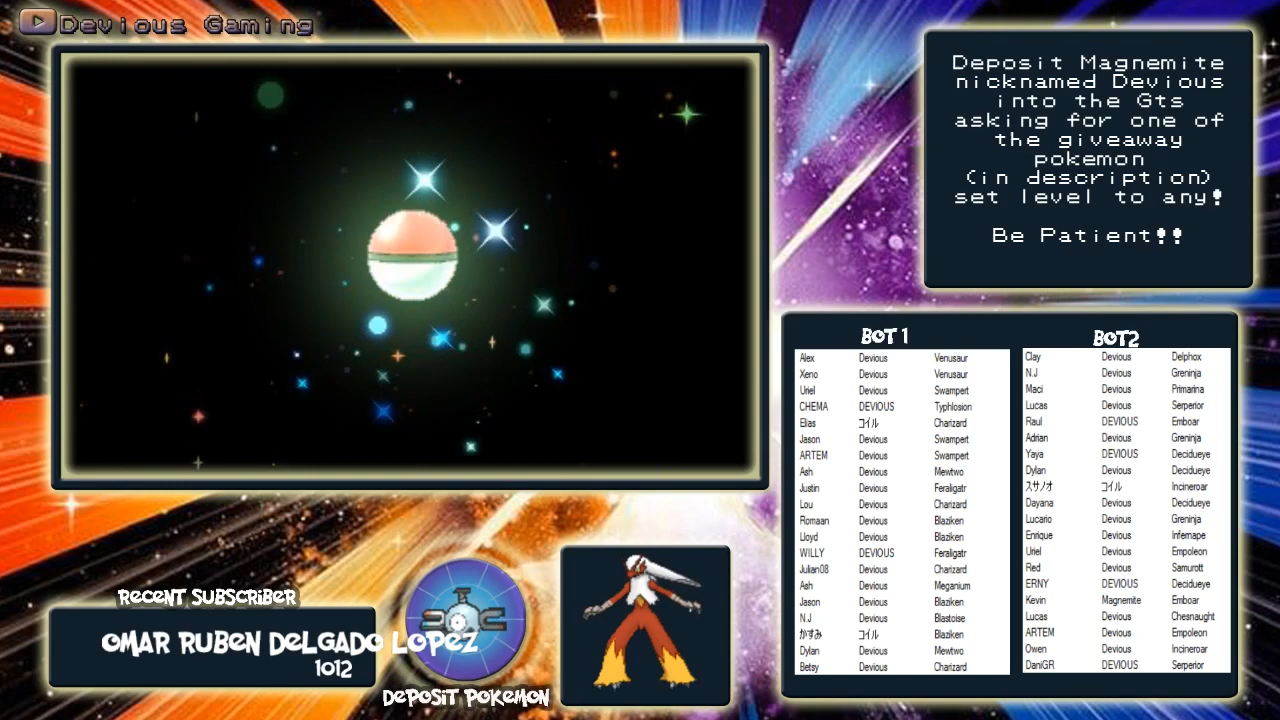 Devious Gaming
Deposit Magnemite
nicknamed Devious
into the Gts
asking for one of
the giveaway
pokemon
(in description)
set level to any!
Be Patient!!
BOT 1
Alex Devious Venusaur
Xeno Devious Venusaur
Uriel Devious Swampert
CHEMA DEVIOUS Typhlosion
Elias コイル Charizard
Jason Devious Swampert
ARTEM Devious Swampert
Ash Devious Mewtwo
Justin Devious Feraligatr
Lou Devious Charizard
Romaan Devious Blaziken
Lloyd Devious Blaziken
WILLY DEVIOUS Feraligatr
Julian08 Devious Charizard
Ash Devious Meganium
Jason Devious Blaziken
N.J Devious Blastoise
かすみ コイル Blaziken
Dylan Devious Mewtwo
Betsy Devious Charizard
BOT2
Clay Devious Delphox
N.J Devious Greninja
Maci Devious Primarina
Lucas Devious Serperior
Raul DEVIOUS Emboar
Adrian Devious Greninja
Yaya DEVIOUS Decidueye
Dylan Devious Decidueye
スサノオ コイル Incineroar
Dayana Devious Decidueye
Lucario Devious Greninja
Enrique Devious Infernape
Uriel Devious Empoleon
Red Devious Samurott
ERNY DEVIOUS Decidueye
Kevin Magnemite Emboar
Lucas Devious Chesnaught
ARTEM Devious Empoleon
Owen Devious Incineroar
DaniGR DEVIOUS Serperior
RECENT SUBSCRIBER
OMAR RUBEN DELGADO LOPEZ
1012
DEPOSIT POKEMON